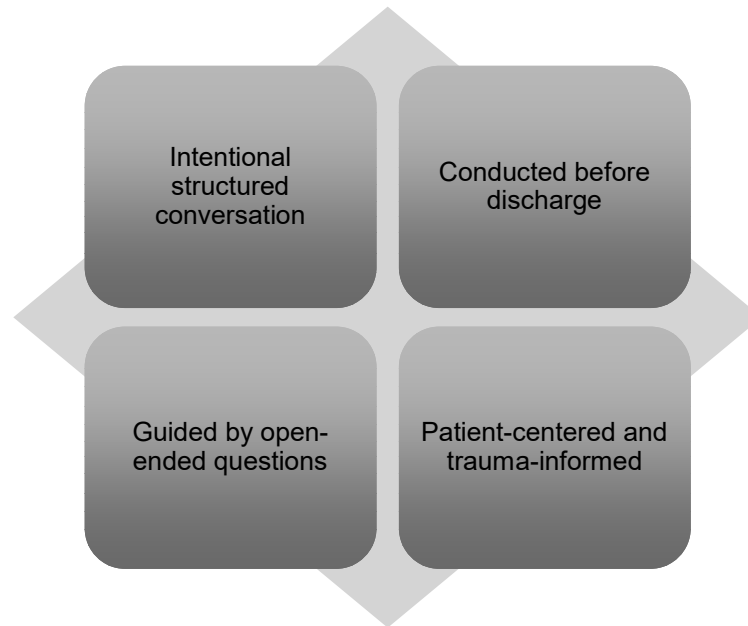 Intentional
structured
conversation
Conducted before
discharge
Guided by open-
ended questions
Patient-centered and
trauma-informed